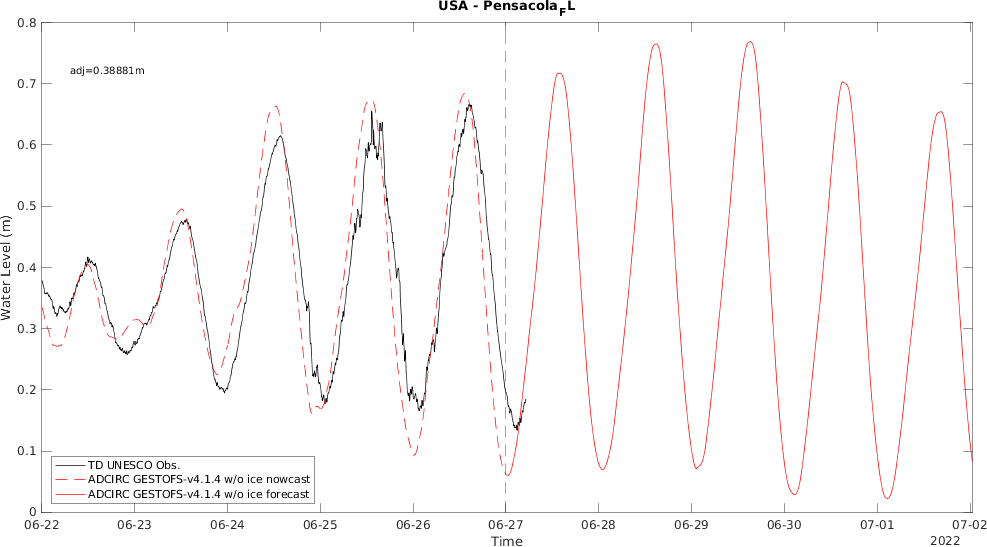 USA - Pensacola_FL
adj=0.38881m
Water Level (m)
0.8
0.7
0.6
0.5
0.4
0.3
0.2
0.1
0
TD UNESCO Obs.
ADCIRC GESTOFS-v4.1.4 w/o ice nowcast
ADCIRC GESTOFS-v4.1.4 w/o ice forecast
06-22 06-23 06-24 06-25 06-26 06-27 06-28 06-29 06-30 07-01 07-02
Time
2022